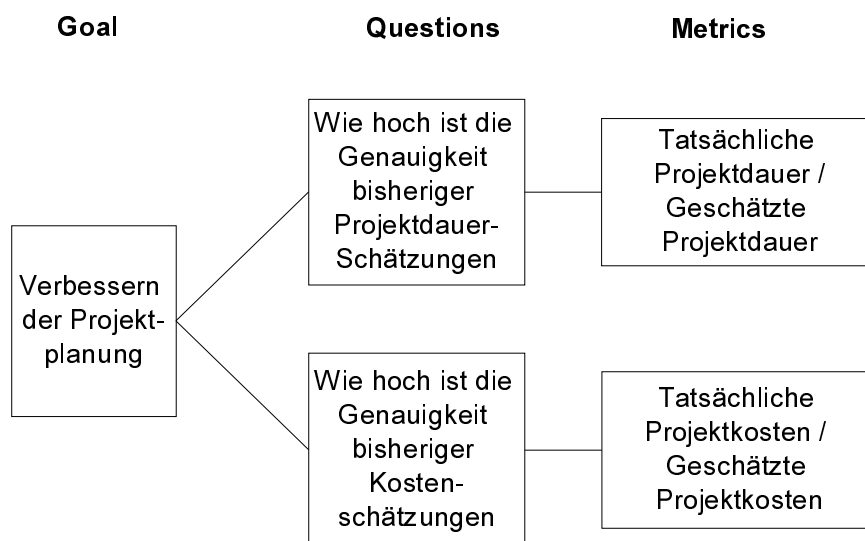 Goal
Questions
Metrics
Verbessern
der Projekt-
planung
Wie hoch ist die
Genauigkeit
bisheriger
Projektdauer-
Schätzungen
Tatsächliche
Projektdauer /
Geschätzte
Projektdauer
Wie hoch ist die
Genauigkeit
bisheriger
Kosten-
schätzungen
Tatsächliche
Projektkosten /
Geschätzte
Projektkosten